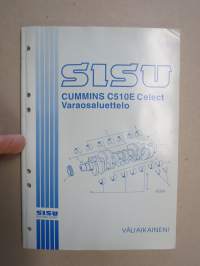 SISU
CUMMINS C510E Celect
Varaosaluettelo
SISU
VÄLIAIKAINEN!